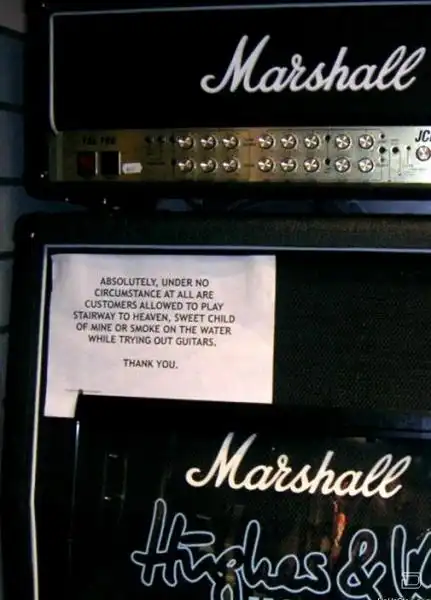 Marshall
JC
ABSOLUTELY, UNDER NO
CIRCUMSTANCE AT ALL ARE
CUSTOMERS ALLOWED TO PLAY
STAIRWAY TO HEAVEN, SWEET CHILD
OF MINE OR SMOKE ON THE WATER
WHILE TRYING OUT GUITARS.
THANK YOU.
Marshall
Hughes &